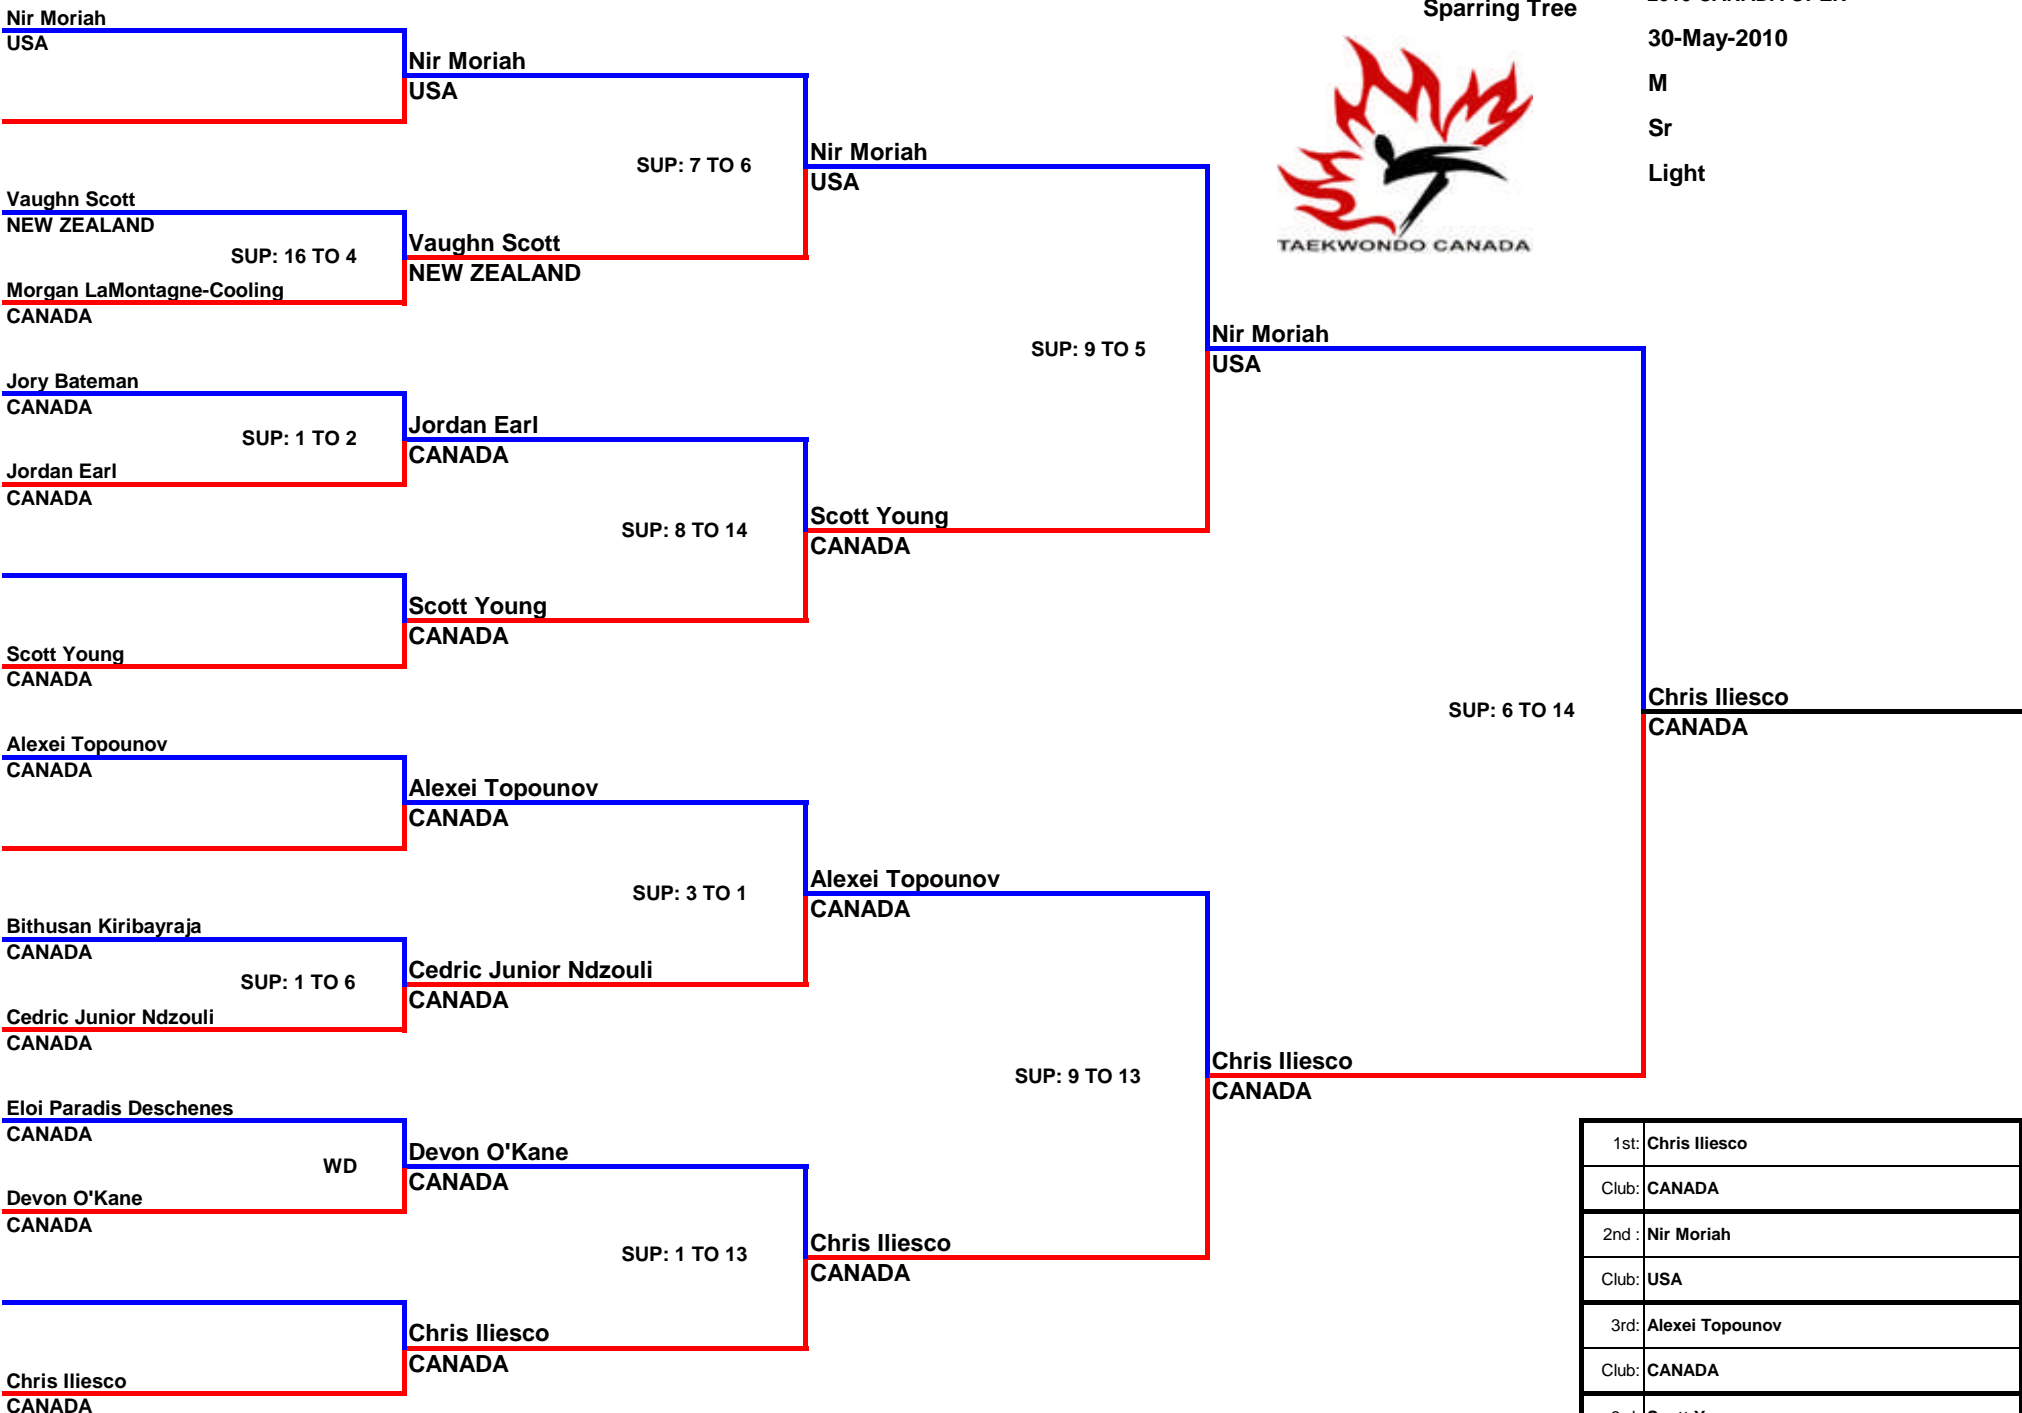 Sparring Tree
30-May-2010
M
Sr
Light
TAEKWONDO CANADA
Nir Moriah
USA
Vaughn Scott
NEW ZEALAND
SUP: 16 TO 4
Morgan LaMontagne-Cooling
CANADA
Jory Bateman
CANADA
SUP: 1 TO 2
Jordan Earl
CANADA
Scott Young
CANADA
Alexei Topounov
CANADA
Bithusan Kiribayraja
CANADA
SUP: 1 TO 6
Cedric Junior Ndzouli
CANADA
Eloi Paradis Deschenes
CANADA
WD
Devon O'Kane
CANADA
Chris Iliesco
CANADA
Nir Moriah
USA
SUP: 7 TO 6
Vaughn Scott
NEW ZEALAND
Jordan Earl
CANADA
SUP: 8 TO 14
Scott Young
CANADA
Alexei Topounov
CANADA
SUP: 3 TO 1
Cedric Junior Ndzouli
CANADA
Devon O'Kane
CANADA
SUP: 1 TO 13
Chris Iliesco
CANADA
Nir Moriah
USA
SUP: 9 TO 5
Scott Young
CANADA
Alexei Topounov
CANADA
SUP: 9 TO 13
Chris Iliesco
CANADA
Nir Moriah
USA
SUP: 6 TO 14
Chris Iliesco
CANADA
Chris Iliesco
CANADA
1st: Chris Iliesco
Club: CANADA
2nd : Nir Moriah
Club: USA
3rd: Alexei Topounov
Club: CANADA